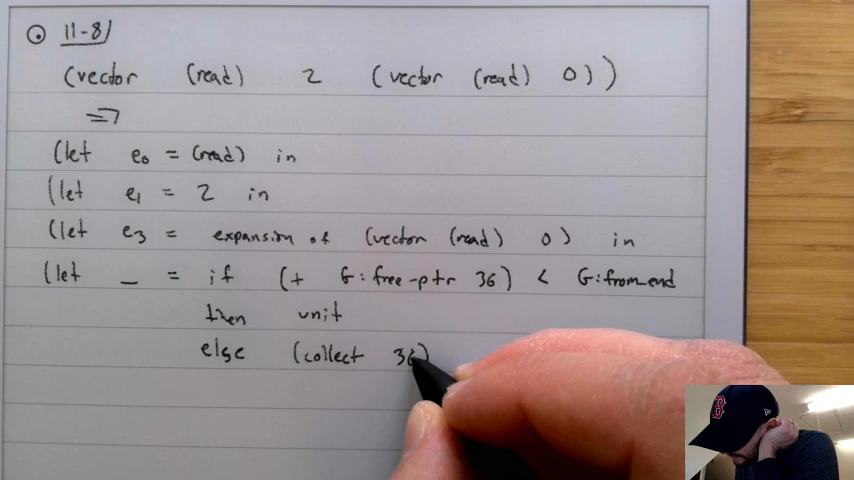 ⊙ 11-8/
(vector (read) 2 (vector (read) 0))
=>
(let e0 = (read) in
(let e1 = 2 in
(let e3 = expansion of (vector (read) 0) in
(let _ = if (+ G:free-ptr 36) < G:from_end
then unit
else (collect 36)
B